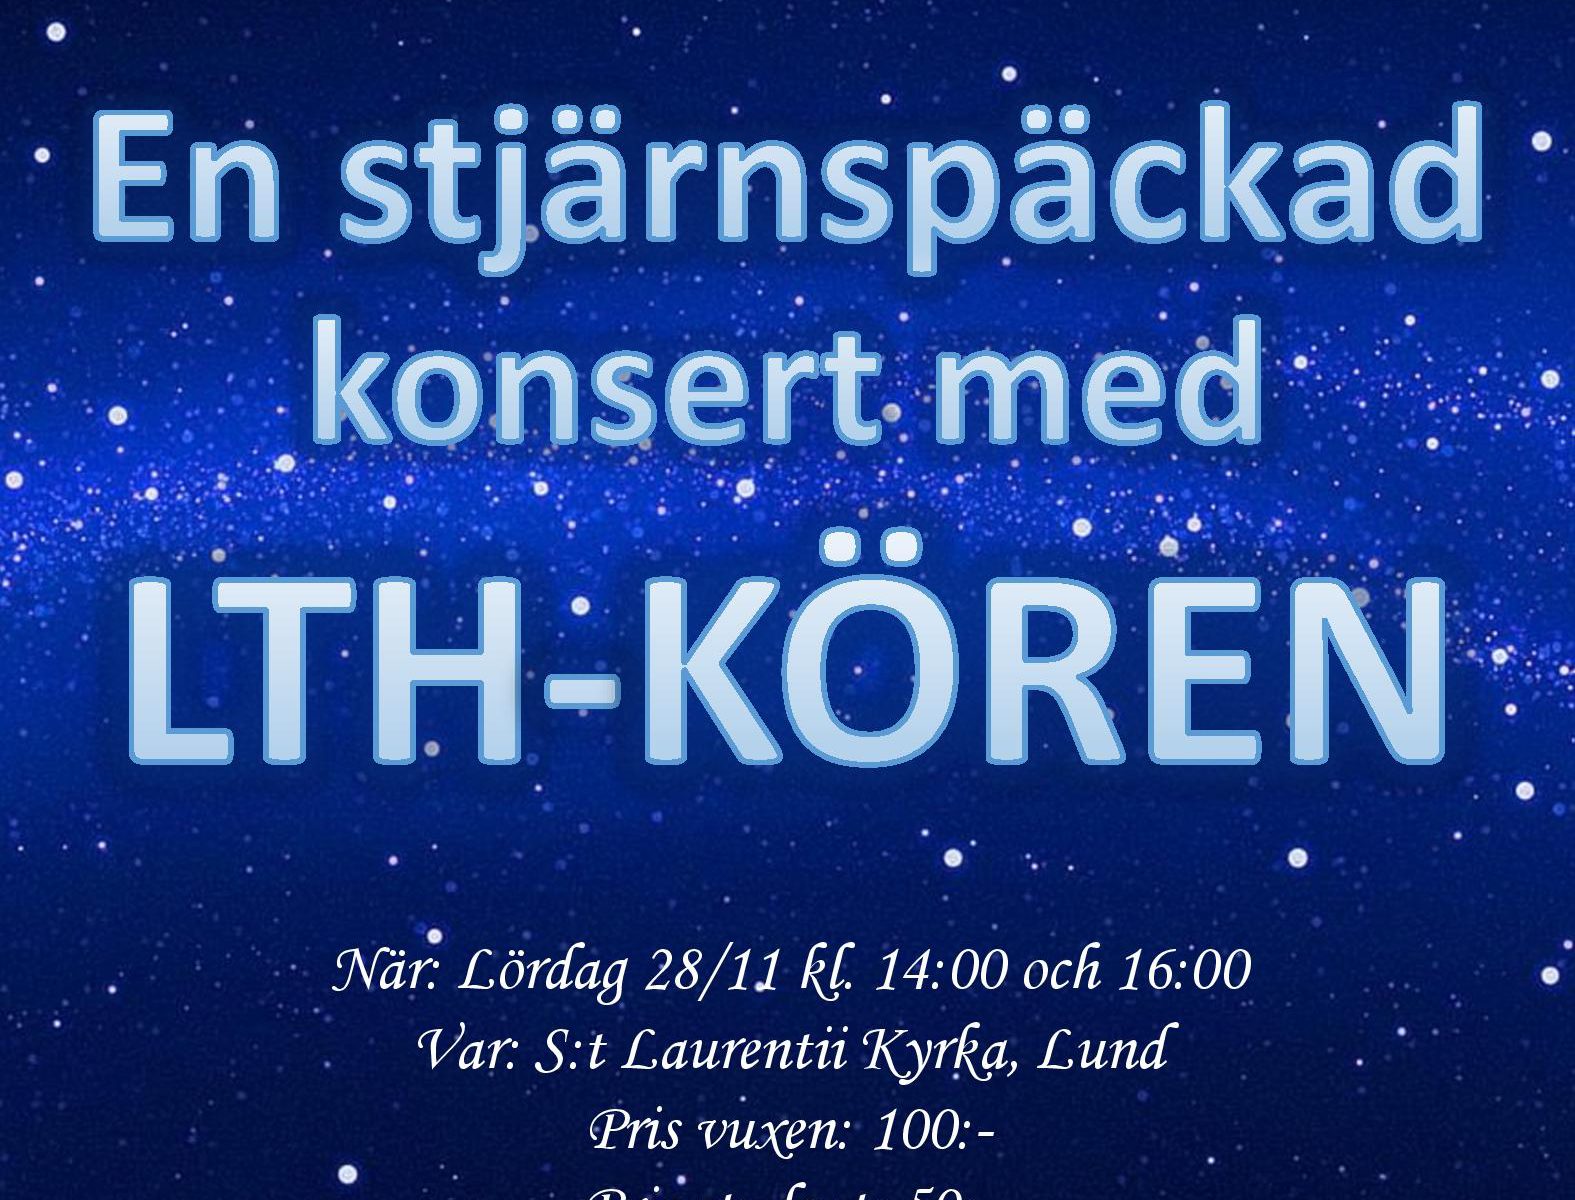 En stjärnspäckad
konsert med
LTH-KÖREN
När: Lördag 28/11 kl. 14:00 och 16:00
Var: S:t Laurentii Kyrka, Lund
Pris vuxen: 100:-